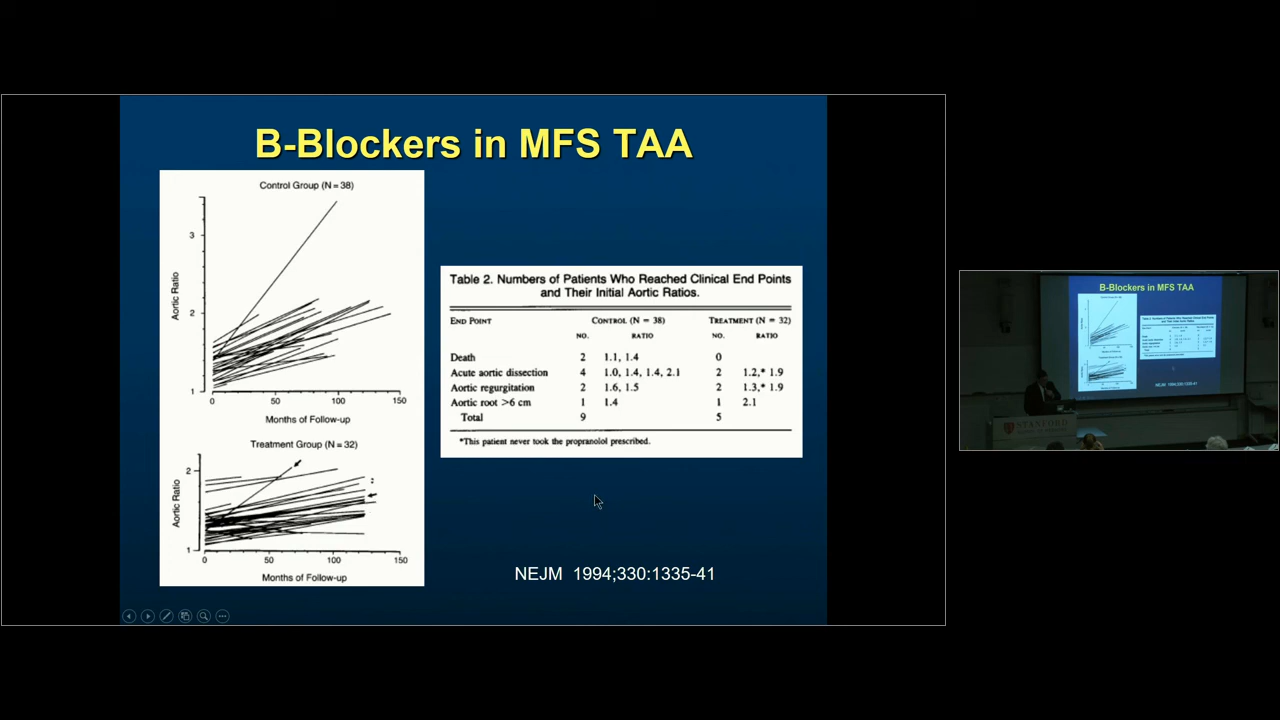 B-Blockers in MFS TAA
Control Group (N = 38)
3
2
1
Aortic Ratio
0 50 100 150
Months of Follow-up
Treatment Group (N = 32)
2
1
Aortic Ratio
0 50 100 150
Months of Follow-up
Table 2. Numbers of Patients Who Reached Clinical End Points
and Their Initial Aortic Ratios.
END POINT CONTROL (N = 38) TREATMENT (N = 32)
NO. RATIO NO. RATIO
Death 2 1.1, 1.4 0
Acute aortic dissection 4 1.0, 1.4, 1.4, 2.1 2 1.2,* 1.9
Aortic regurgitation 2 1.6, 1.5 2 1.3,* 1.9
Aortic root >6 cm 1 1.4 1 2.1
Total 9 5
*This patient never took the propranolol prescribed.
NEJM 1994;330:1335-41
B-Blockers in MFS TAA
NEJM 1994;330:1335-41
STANFORD